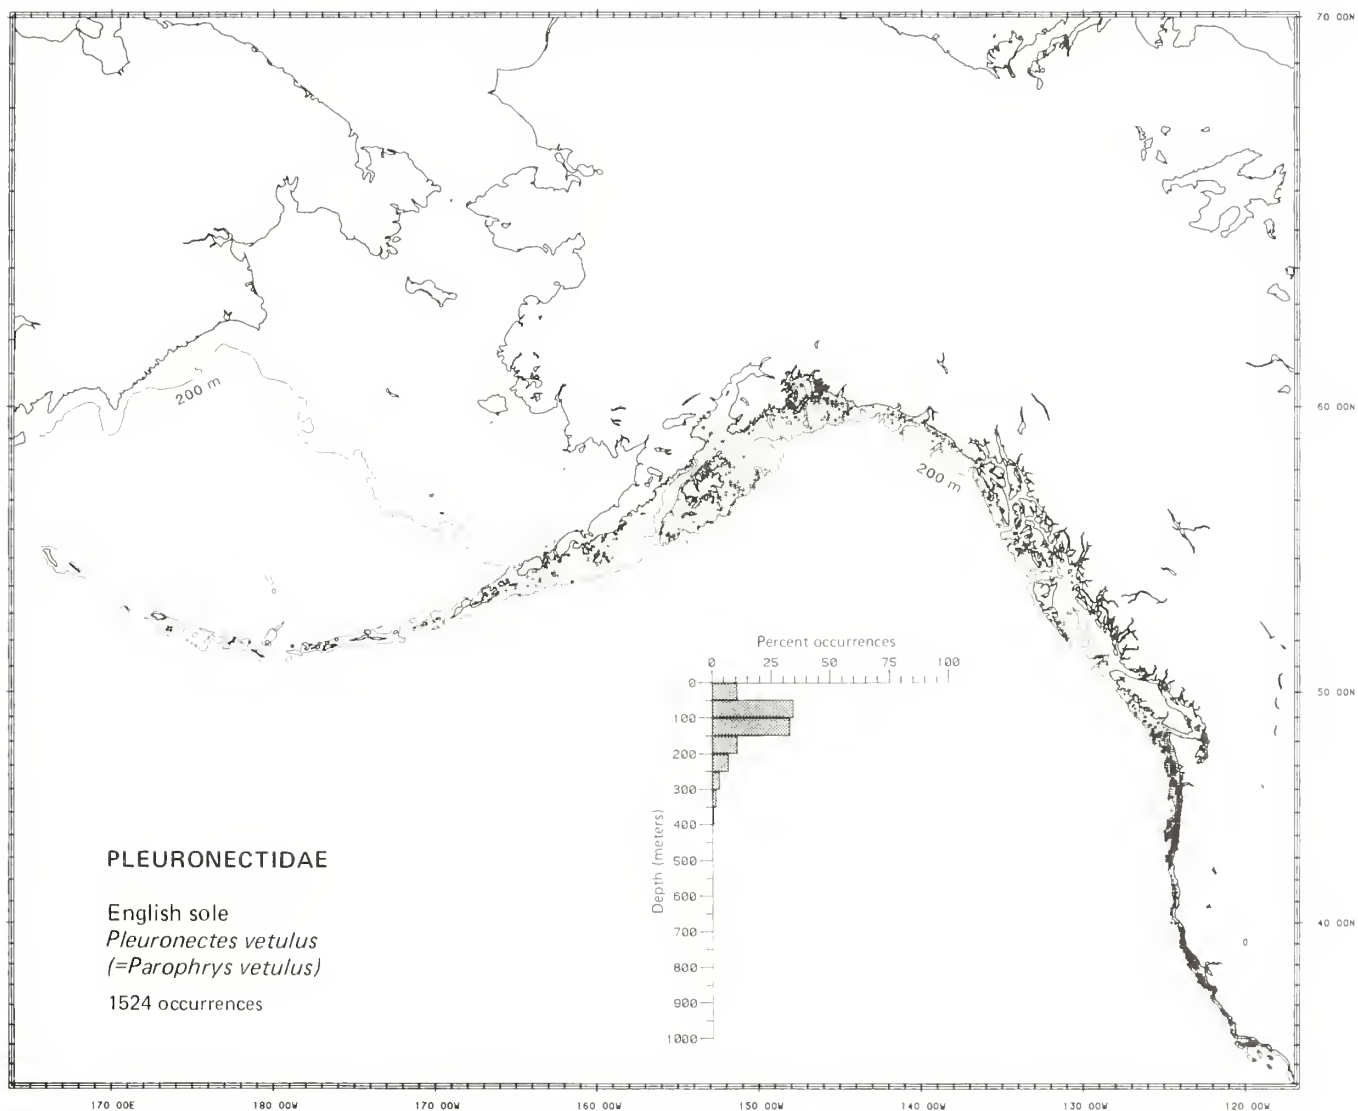 70 00N
200 m
60 00N
200 m
Percent occurrences
0 25 50 75 100
50 00N
0
100
200
300
400
500
600
700
800
900
1000
Depth (meters)
PLEURONECTIDAE
English sole
Pleuronectes vetulus
(=Parophrys vetulus)
1524 occurrences
40 00N
170 00E 180 00W 170 00W 160 00W 150 00W 140 00W 130 00W 120 00W